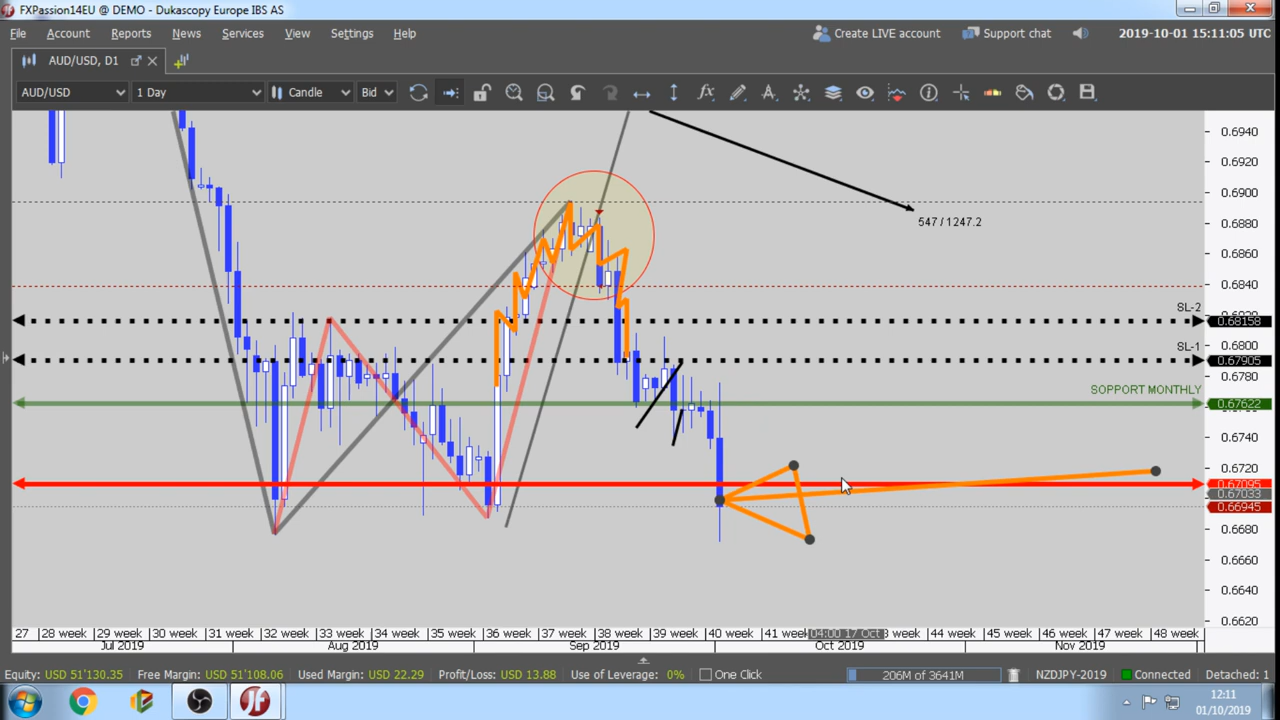 FXPassion14EU @ DEMO - Dukascopy Europe IBS AS
File Account Reports News Services View Settings Help Create LIVE account Support chat 2019-10-01 15:11:05 UTC
AUD/USD, D1
AUD/USD 1 Day Candle Bid
0.6940
0.6920
0.6900
547 / 1247.2 0.6880
0.6860
0.6840
SL-2
0.68158
0.6800
SL-1
0.67905
0.6780
SUPPORT MONTHLY
0.67622
0.6740
0.6720
0.67095
0.67033
0.66945
0.6680
0.6660
0.6640
0.6620
27 28 week 29 week 30 week 31 week 32 week 33 week 34 week 35 week 36 week 37 week 38 week 39 week 40 week 41 week 04:00 17 Oct week 44 week 45 week 46 week 47 week 48 week
Jul 2019 Aug 2019 Sep 2019 Oct 2019 Nov 2019
Equity: USD 51'130.35 Free Margin: USD 51'108.06 Used Margin: USD 22.29 Profit/Loss: USD 13.88 Use of Leverage: 0% One Click 206M of 3641M NZDJPY-2019 Connected Detached: 1
12:11
01/10/2019